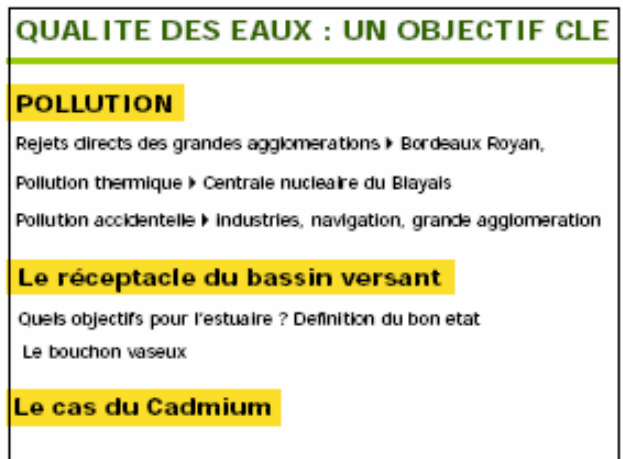 QUALITE DES EAUX : UN OBJECTIF CLE
POLLUTION
Rejets directs des grandes agglomerations ▸ Bordeaux Royan,
Pollution thermique ▸ Centrale nucleaire du Blayais
Pollution accidentelle ▸ industries, navigation, grande agglomeration
Le réceptacle du bassin versant
Quels objectifs pour l'estuaire ? Definition du bon etat
Le bouchon vaseux
Le cas du Cadmium